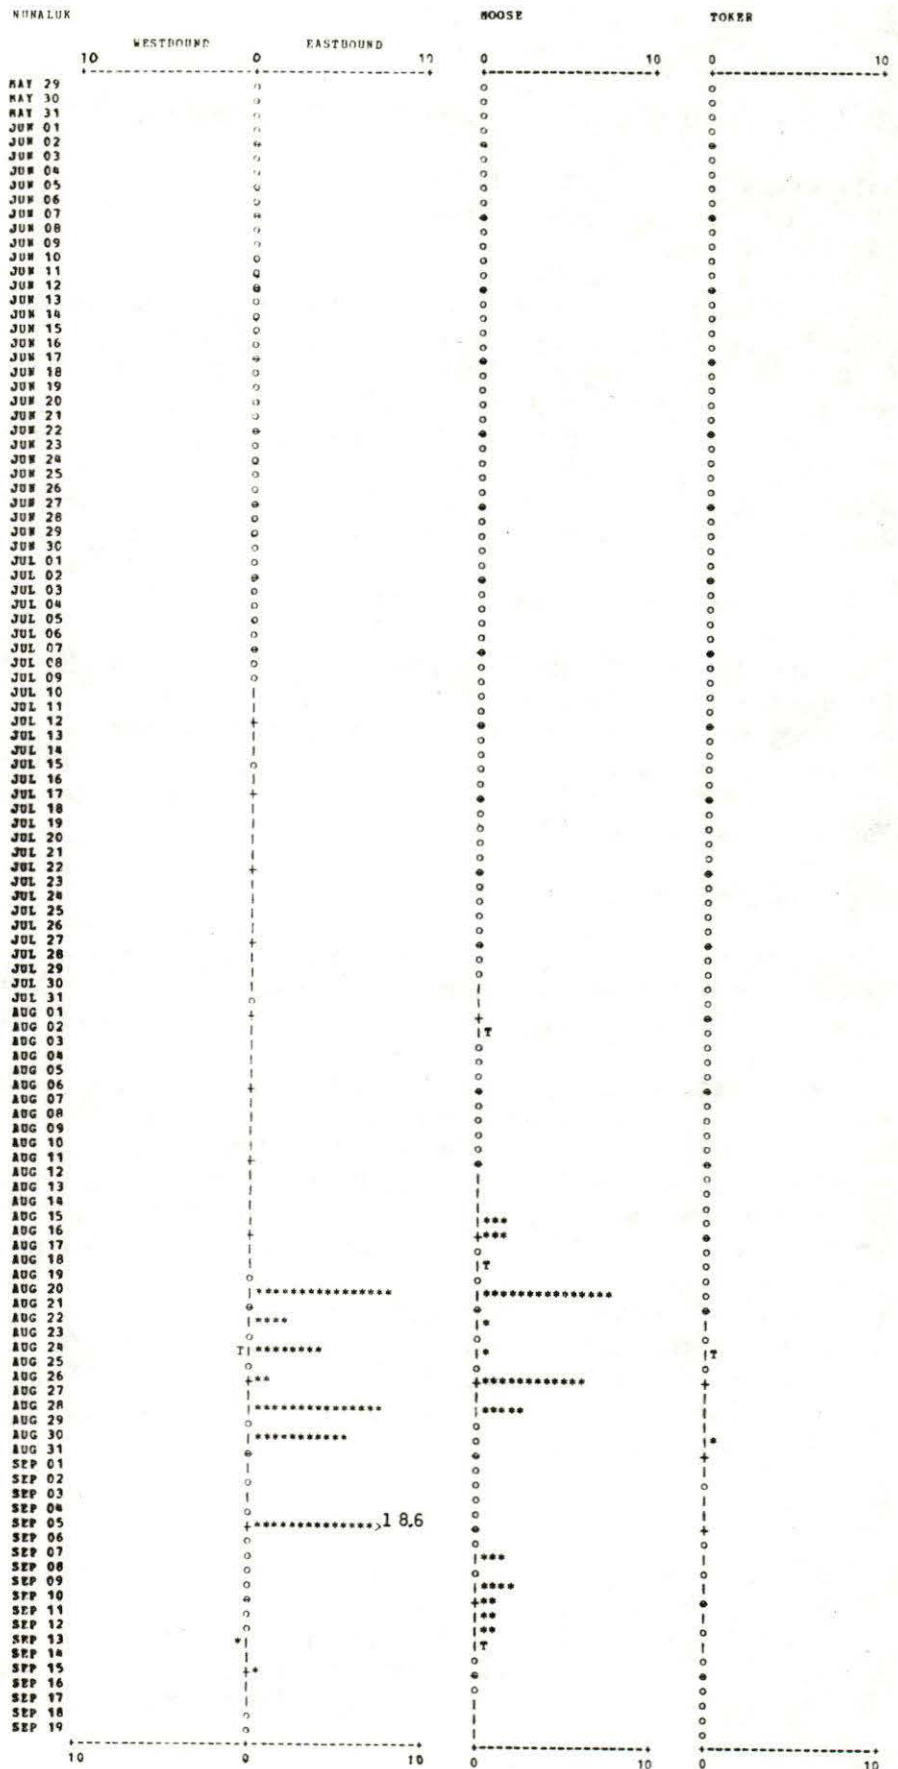 NUNALUK MOOSE TOKER
WESTBOUND EASTBOUND
10 0 10 0 10 0 10
MAY 29
MAY 30
MAY 31
JUN 01
JUN 02
JUN 03
JUN 04
JUN 05
JUN 06
JUN 07
JUN 08
JUN 09
JUN 10
JUN 11
JUN 12
JUN 13
JUN 14
JUN 15
JUN 16
JUN 17
JUN 18
JUN 19
JUN 20
JUN 21
JUN 22
JUN 23
JUN 24
JUN 25
JUN 26
JUN 27
JUN 28
JUN 29
JUN 30
JUL 01
JUL 02
JUL 03
JUL 04
JUL 05
JUL 06
JUL 07
JUL 08
JUL 09
JUL 10
JUL 11
JUL 12
JUL 13
JUL 14
JUL 15
JUL 16
JUL 17
JUL 18
JUL 19
JUL 20
JUL 21
JUL 22
JUL 23
JUL 24
JUL 25
JUL 26
JUL 27
JUL 28
JUL 29
JUL 30
JUL 31
AUG 01
AUG 02 T
AUG 03
AUG 04
AUG 05
AUG 06
AUG 07
AUG 08
AUG 09
AUG 10
AUG 11
AUG 12
AUG 13
AUG 14
AUG 15
AUG 16
AUG 17
AUG 18 T
AUG 19
AUG 20
AUG 21
AUG 22
AUG 23
AUG 24 T T
AUG 25
AUG 26
AUG 27
AUG 28
AUG 29
AUG 30
AUG 31
SEP 01
SEP 02
SEP 03
SEP 04
SEP 05 >18.6
SEP 06
SEP 07
SEP 08
SEP 09
SEP 10
SEP 11
SEP 12
SEP 13 T
SEP 14
SEP 15
SEP 16
SEP 17
SEP 18
SEP 19
10 0 10 0 10 0 10